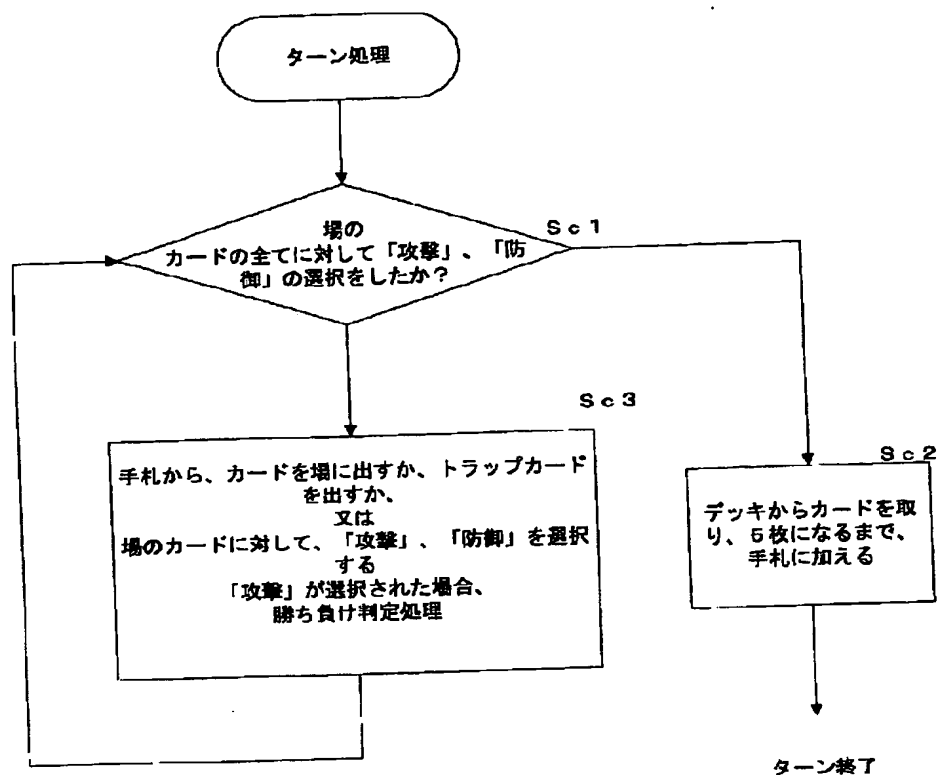 ターン処理
Sc1
場の
カードの全てに対して「攻撃」、「防
御」の選択をしたか?
Sc3
手札から、カードを場に出すか、トラップカード
を出すか、
又は
場のカードに対して、「攻撃」、「防御」を選択
する
「攻撃」が選択された場合、
勝ち負け判定処理
Sc2
デッキからカードを取
り、5枚になるまで、
手札に加える
ターン終了